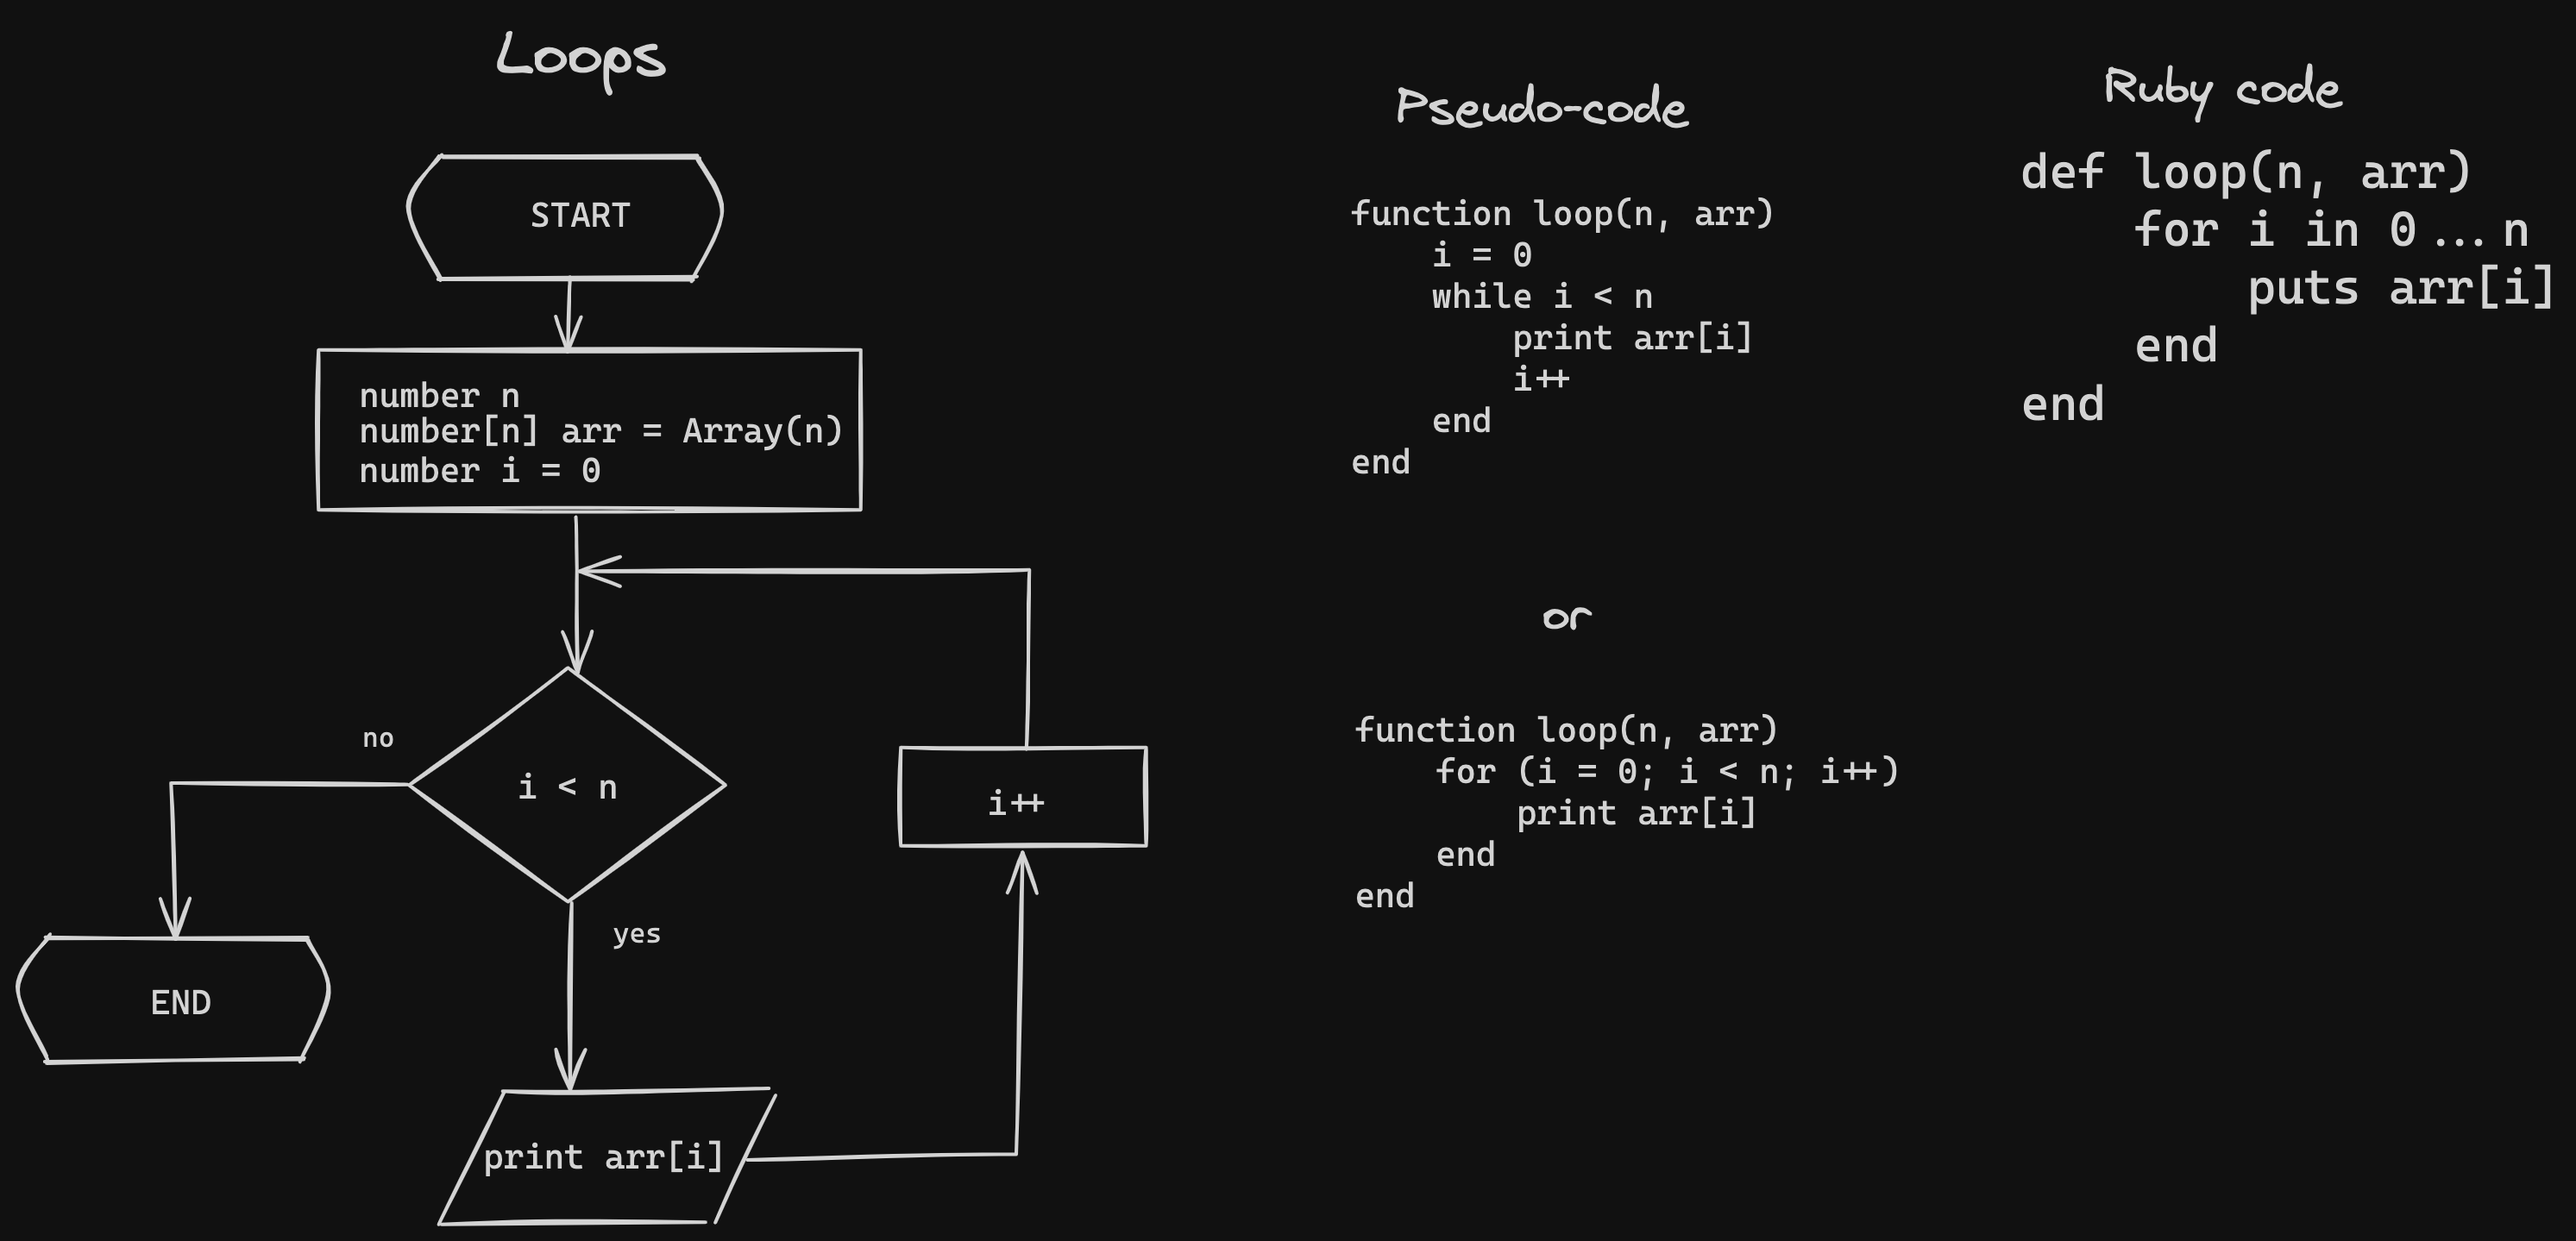 Loops
START
number n
number[n] arr = Array(n)
number i = 0
no
i < n
i++
yes
END
print arr[i]
Pseudo-code
function loop(n, arr)
    i = 0
    while i < n
        print arr[i]
        i++
    end
end
or
function loop(n, arr)
    for (i = 0; i < n; i++)
        print arr[i]
    end
end
Ruby code
def loop(n, arr)
    for i in 0...n
        puts arr[i]
    end
end